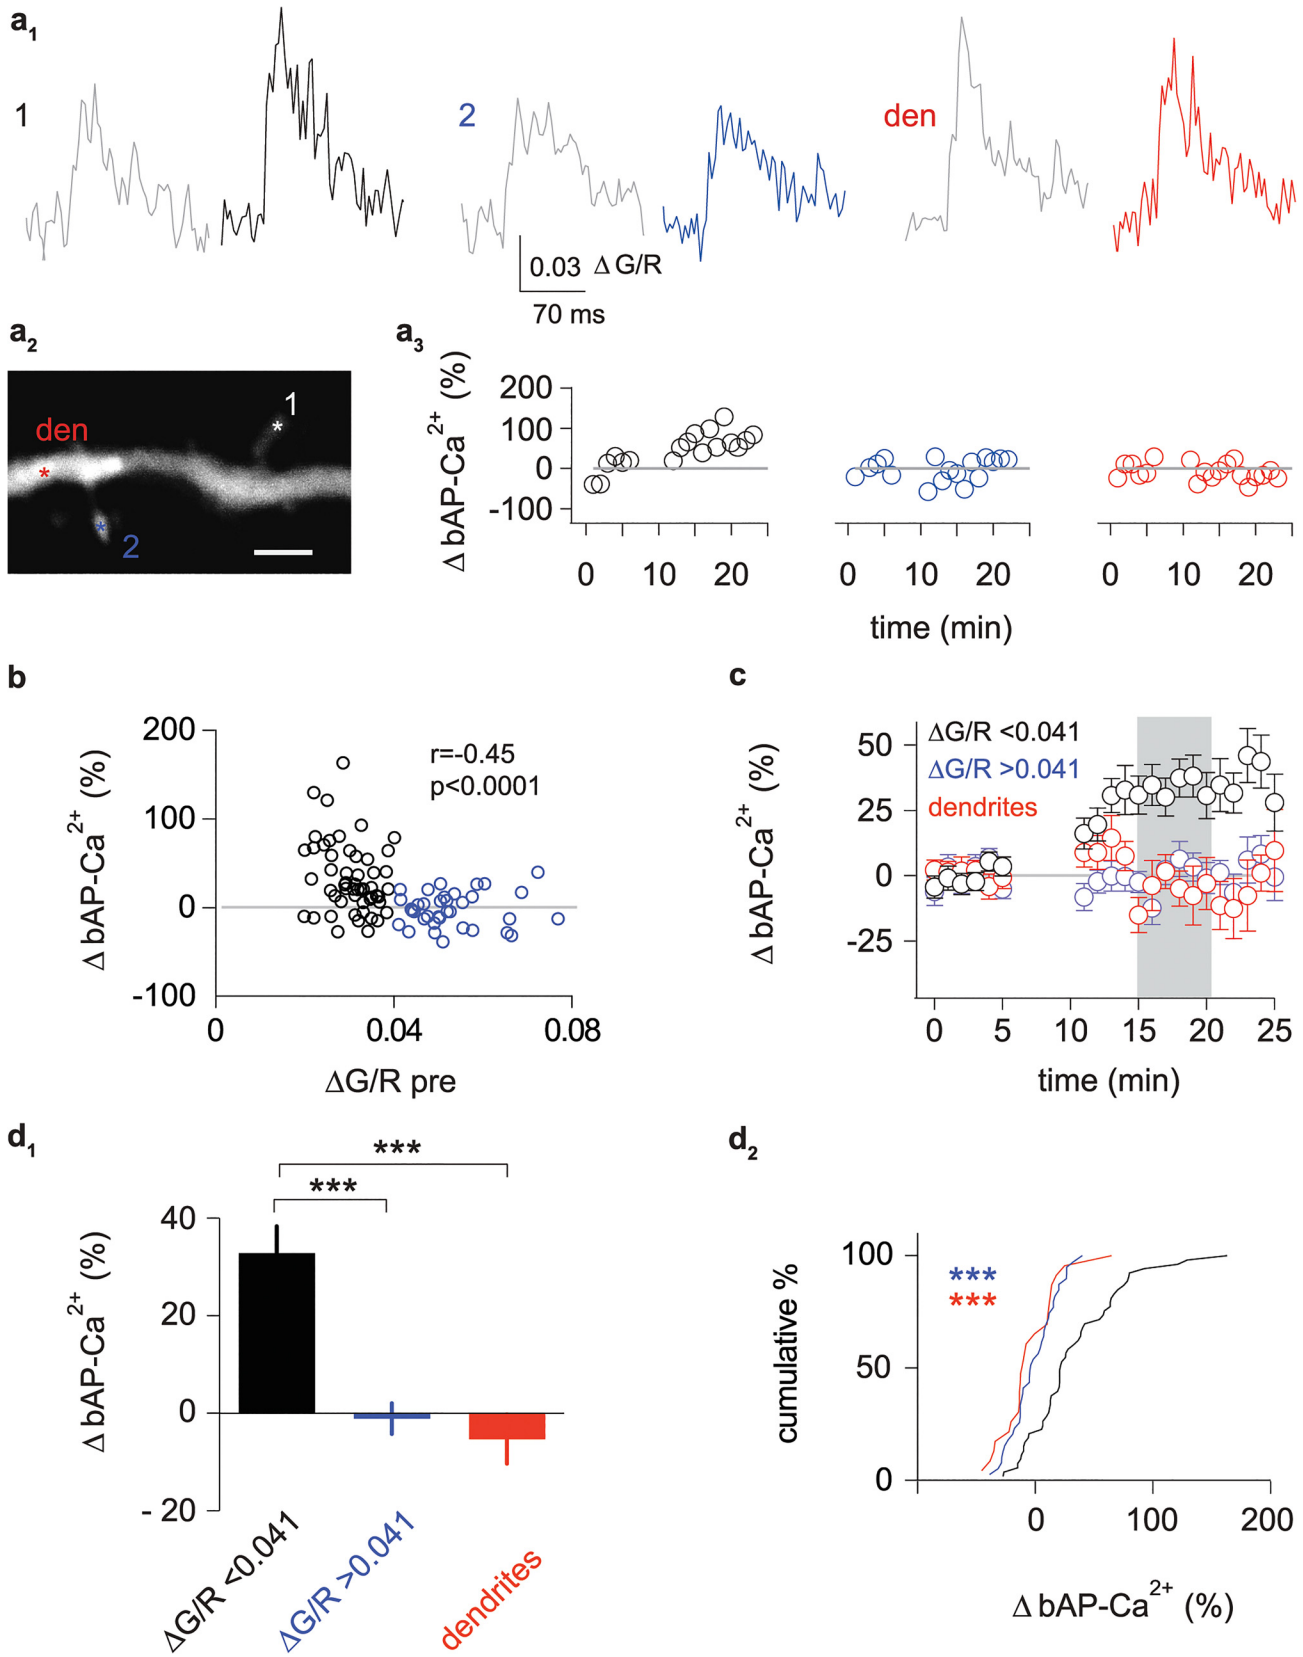 a1
1
2
den
0.03 Δ G/R
70 ms
a2
den
*
1
*
*
2
a3
Δ bAP-Ca2+ (%)
200
100
0
-100
0 10 20
0 10 20
0 10 20
time (min)
b
Δ bAP-Ca2+ (%)
200
100
0
-100
r=-0.45
p<0.0001
0 0.04 0.08
ΔG/R pre
c
Δ bAP-Ca2+ (%)
50
25
0
-25
ΔG/R <0.041
ΔG/R >0.041
dendrites
0 5 10 15 20 25
time (min)
d1
***
***
Δ bAP-Ca2+ (%)
40
20
0
- 20
ΔG/R <0.041
ΔG/R >0.041
dendrites
d2
cumulative %
100
50
0
***
***
0 100 200
Δ bAP-Ca2+ (%)